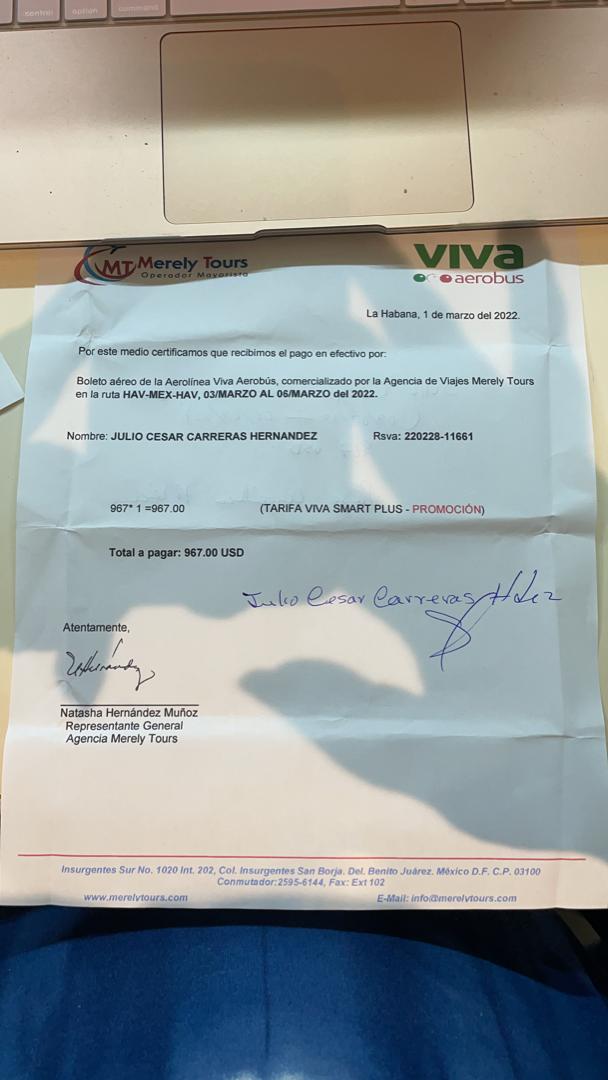 control option command
MT Merely Tours
Operador Mayorista
viva
aerobus
La Habana, 1 de marzo del 2022.
Por este medio certificamos que recibimos el pago en efectivo por:
Boleto aéreo de la Aerolínea Viva Aerobús, comercializado por la Agencia de Viajes Merely Tours
en la ruta HAV-MEX-HAV, 03/MARZO AL 06/MARZO del 2022.
Nombre: JULIO CESAR CARRERAS HERNANDEZ Rsva: 220228-11661
967* 1 =967.00 (TARIFA VIVA SMART PLUS - PROMOCIÓN)
Total a pagar: 967.00 USD
Julio Cesar Carreras Hdez
Atentamente,
Natasha Hernández Muñoz
Representante General
Agencia Merely Tours
Insurgentes Sur No. 1020 Int. 202, Col. Insurgentes San Borja. Del. Benito Juárez. México D.F. C.P. 03100
Conmutador:2595-6144, Fax: Ext 102
www.merelytours.com E-Mail: info@merelytours.com